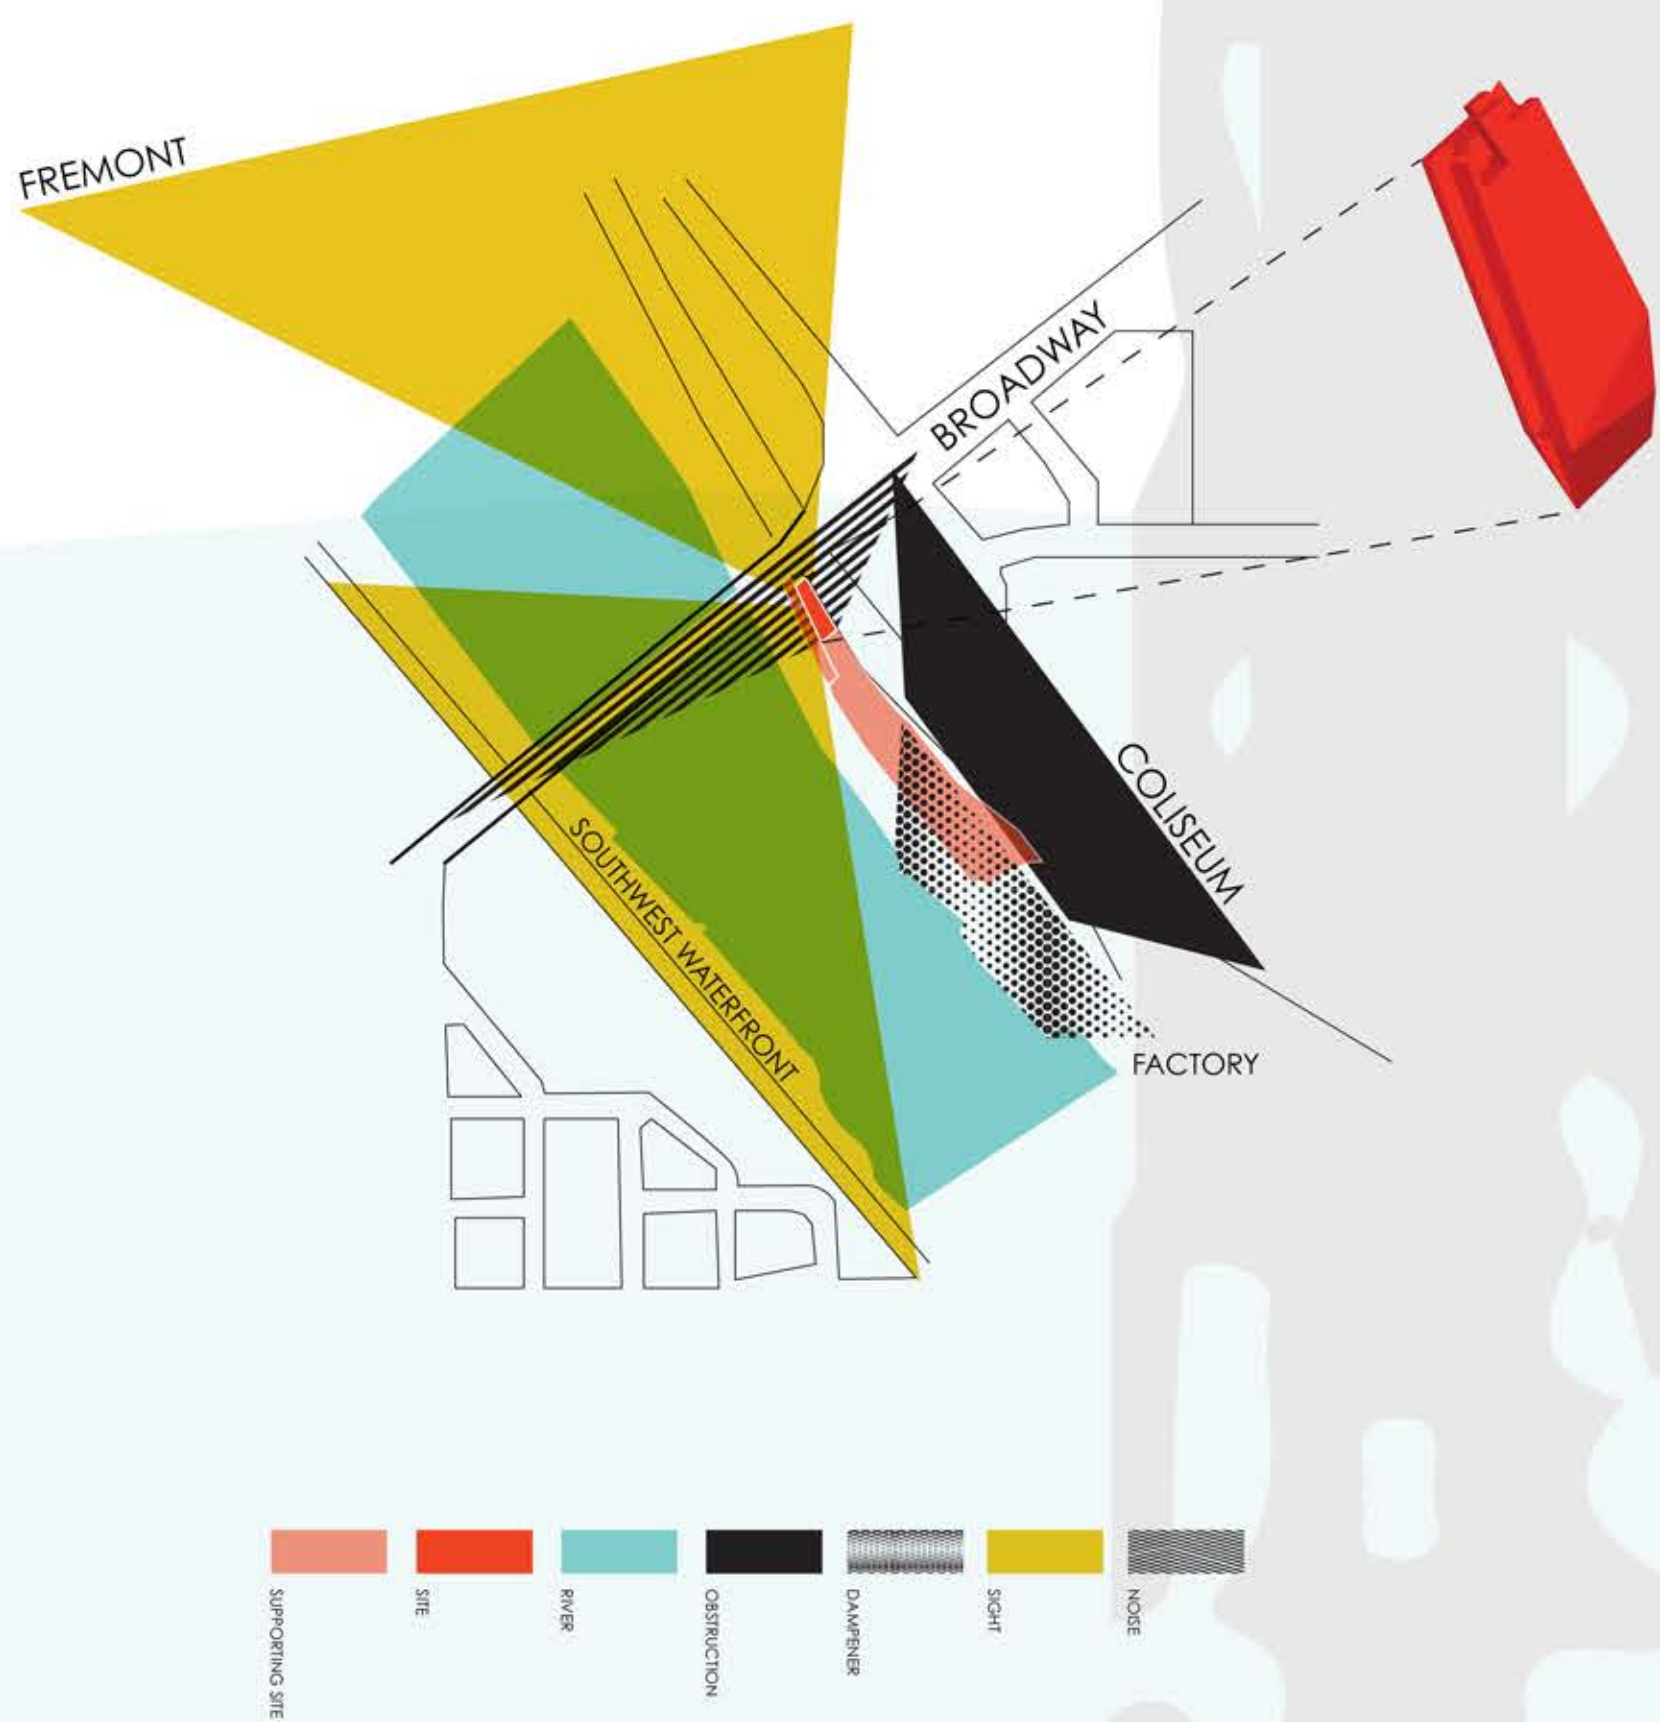 FREMONT
BROADWAY
COLISEUM
SOUTHWEST WATERFRONT
FACTORY
SUPPORTING SITE
SITE
RIVER
OBSTRUCTION
DAMPENER
SIGHT
NOISE